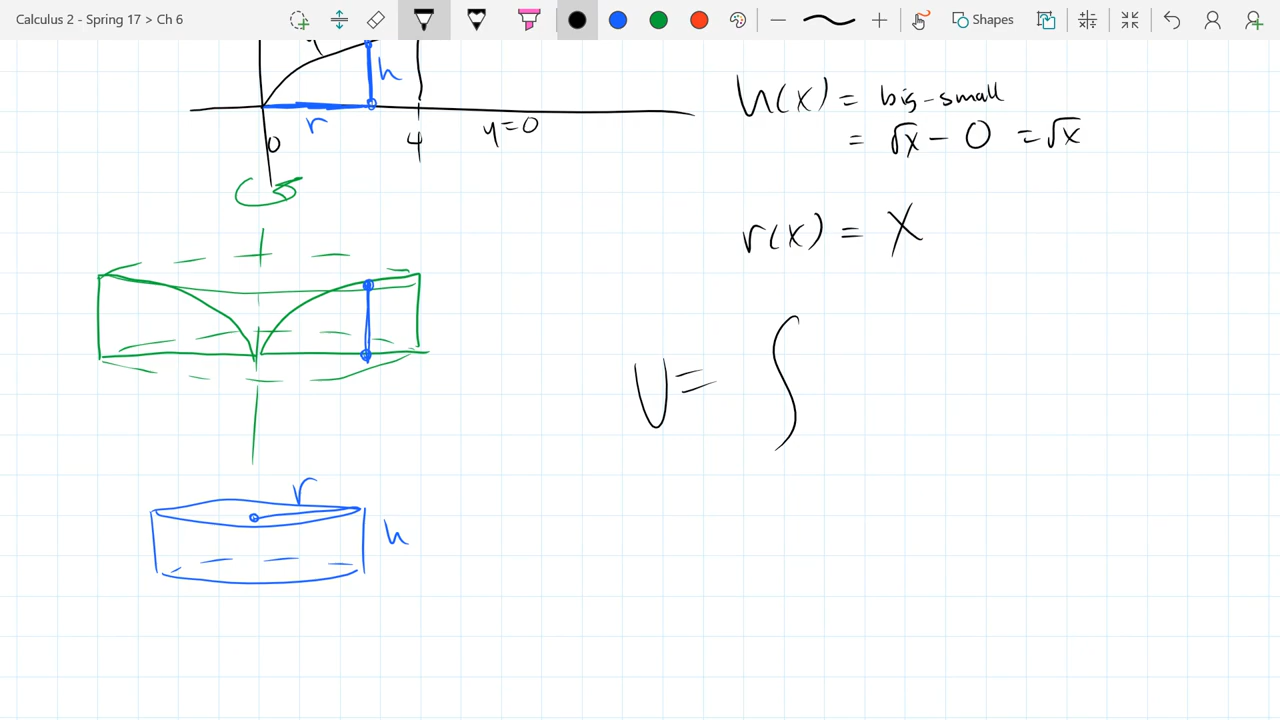 Calculus 2 - Spring 17 > Ch 6
Shapes
h
r
0
4
y=0
h(x) = big-small
= √x - 0 = √x
r(x) = x
V= ∫
r
h